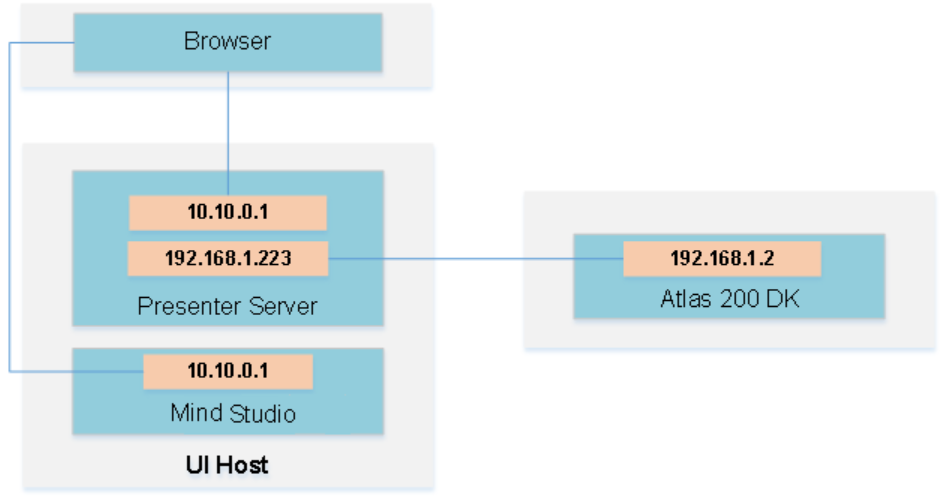 Browser
10.10.0.1
192.168.1.223
Presenter Server
192.168.1.2
Atlas 200 DK
10.10.0.1
Mind Studio
UI Host